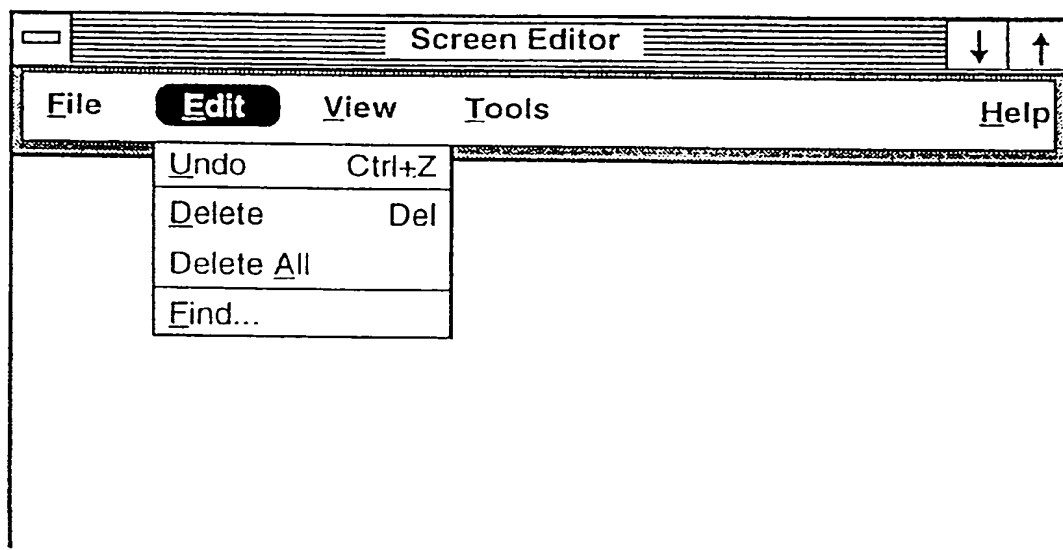 Screen Editor
File Edit View Tools Help
Undo Ctrl+Z
Delete Del
Delete All
Find...